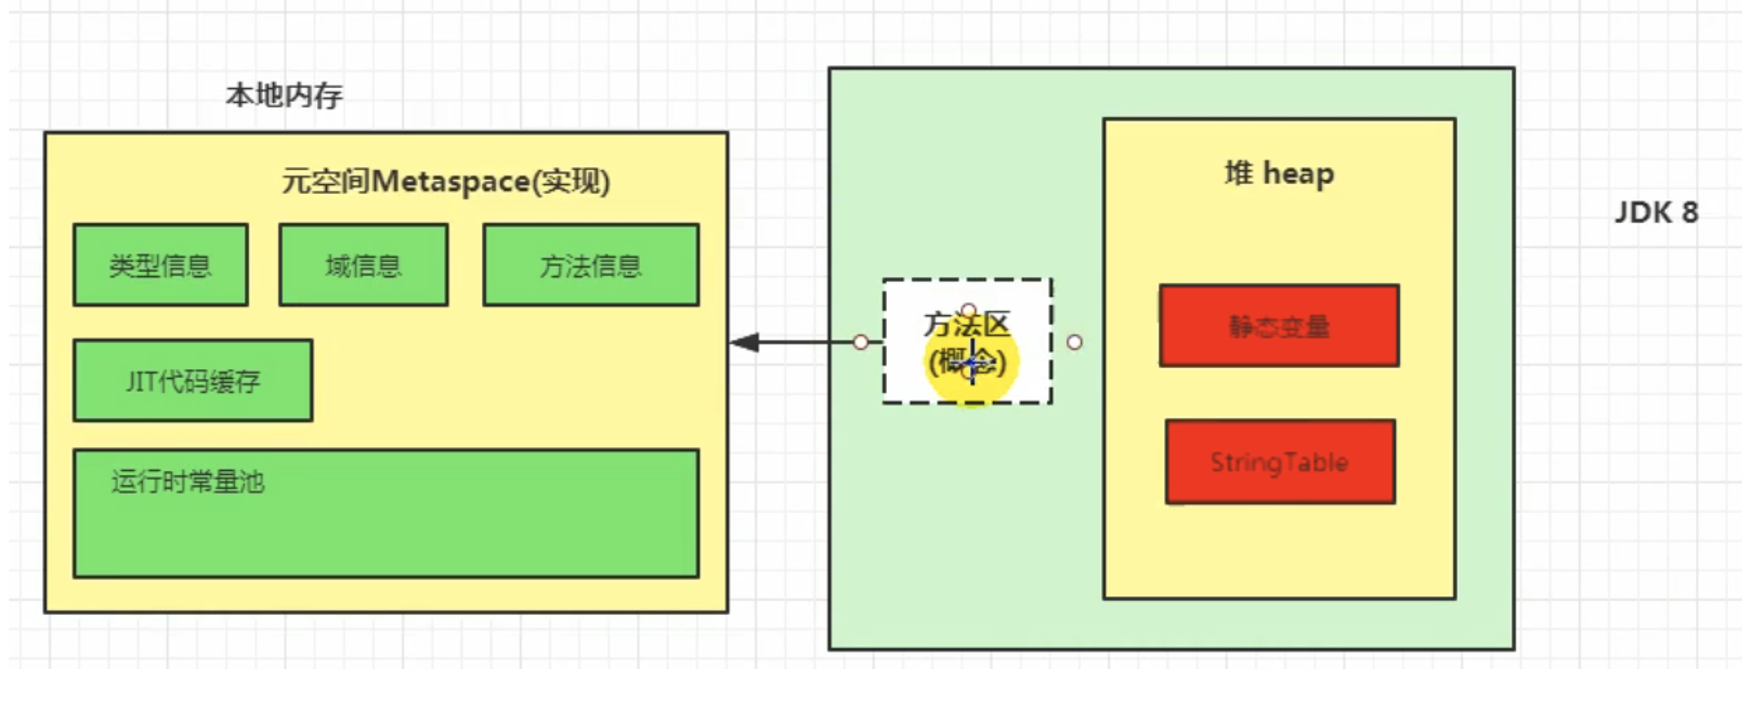 本地内存
元空间Metaspace(实现)
类型信息
域信息
方法信息
JIT代码缓存
运行时常量池
方法区
(概念)
堆 heap
静态变量
StringTable
JDK 8